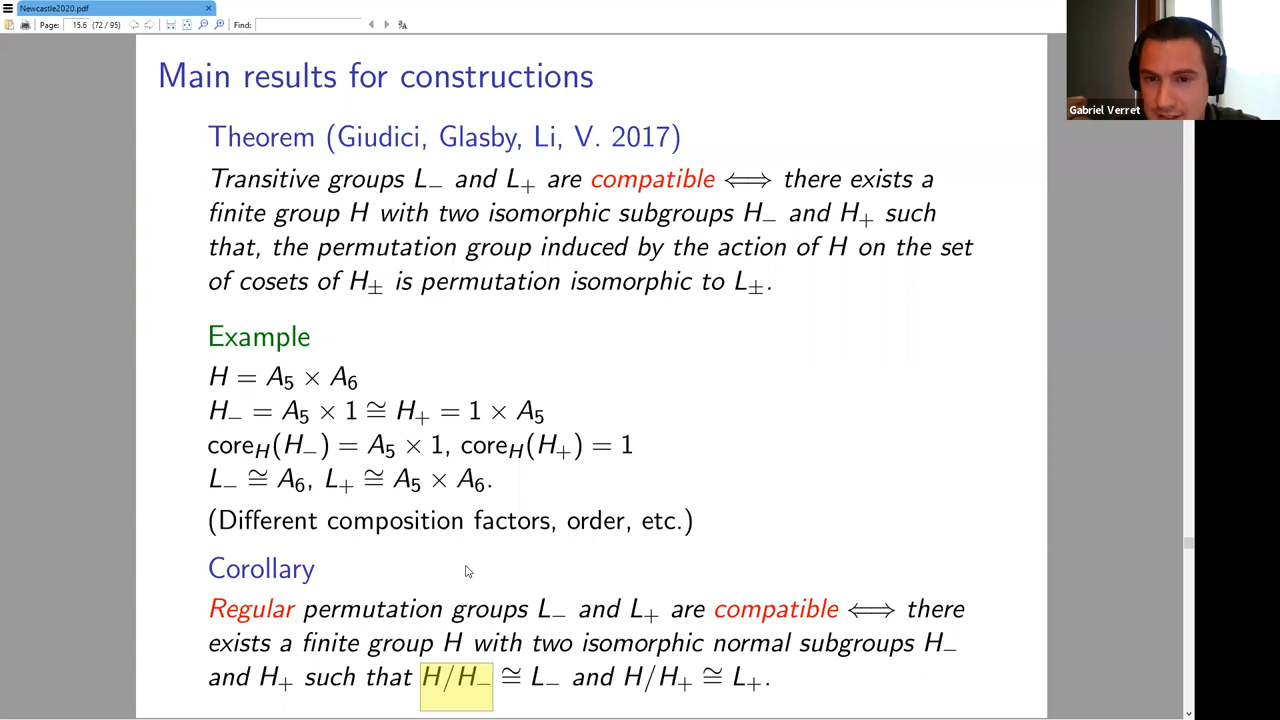 Newcastle2020.pdf ×
Page: 15.6 (72 / 95) Find:
Main results for constructions
Gabriel Verret
Theorem (Giudici, Glasby, Li, V. 2017)
Transitive groups L₋ and L₊ are compatible ⟺ there exists a
finite group H with two isomorphic subgroups H₋ and H₊ such
that, the permutation group induced by the action of H on the set
of cosets of H± is permutation isomorphic to L±.
Example
H = A₅ × A₆
H₋ = A₅ × 1 ≅ H₊ = 1 × A₅
core_H(H₋) = A₅ × 1, core_H(H₊) = 1
L₋ ≅ A₆, L₊ ≅ A₅ × A₆.
(Different composition factors, order, etc.)
Corollary
Regular permutation groups L₋ and L₊ are compatible ⟺ there
exists a finite group H with two isomorphic normal subgroups H₋
and H₊ such that H/H₋ ≅ L₋ and H/H₊ ≅ L₊.